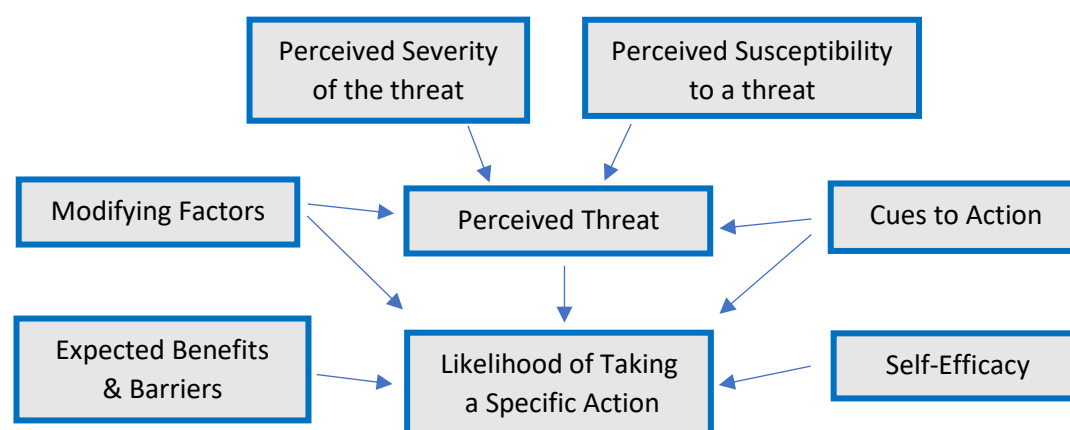 Perceived Severity
of the threat
Perceived Susceptibility
to a threat
Modifying Factors
Perceived Threat
Cues to Action
Expected Benefits
& Barriers
Likelihood of Taking
a Specific Action
Self-Efficacy